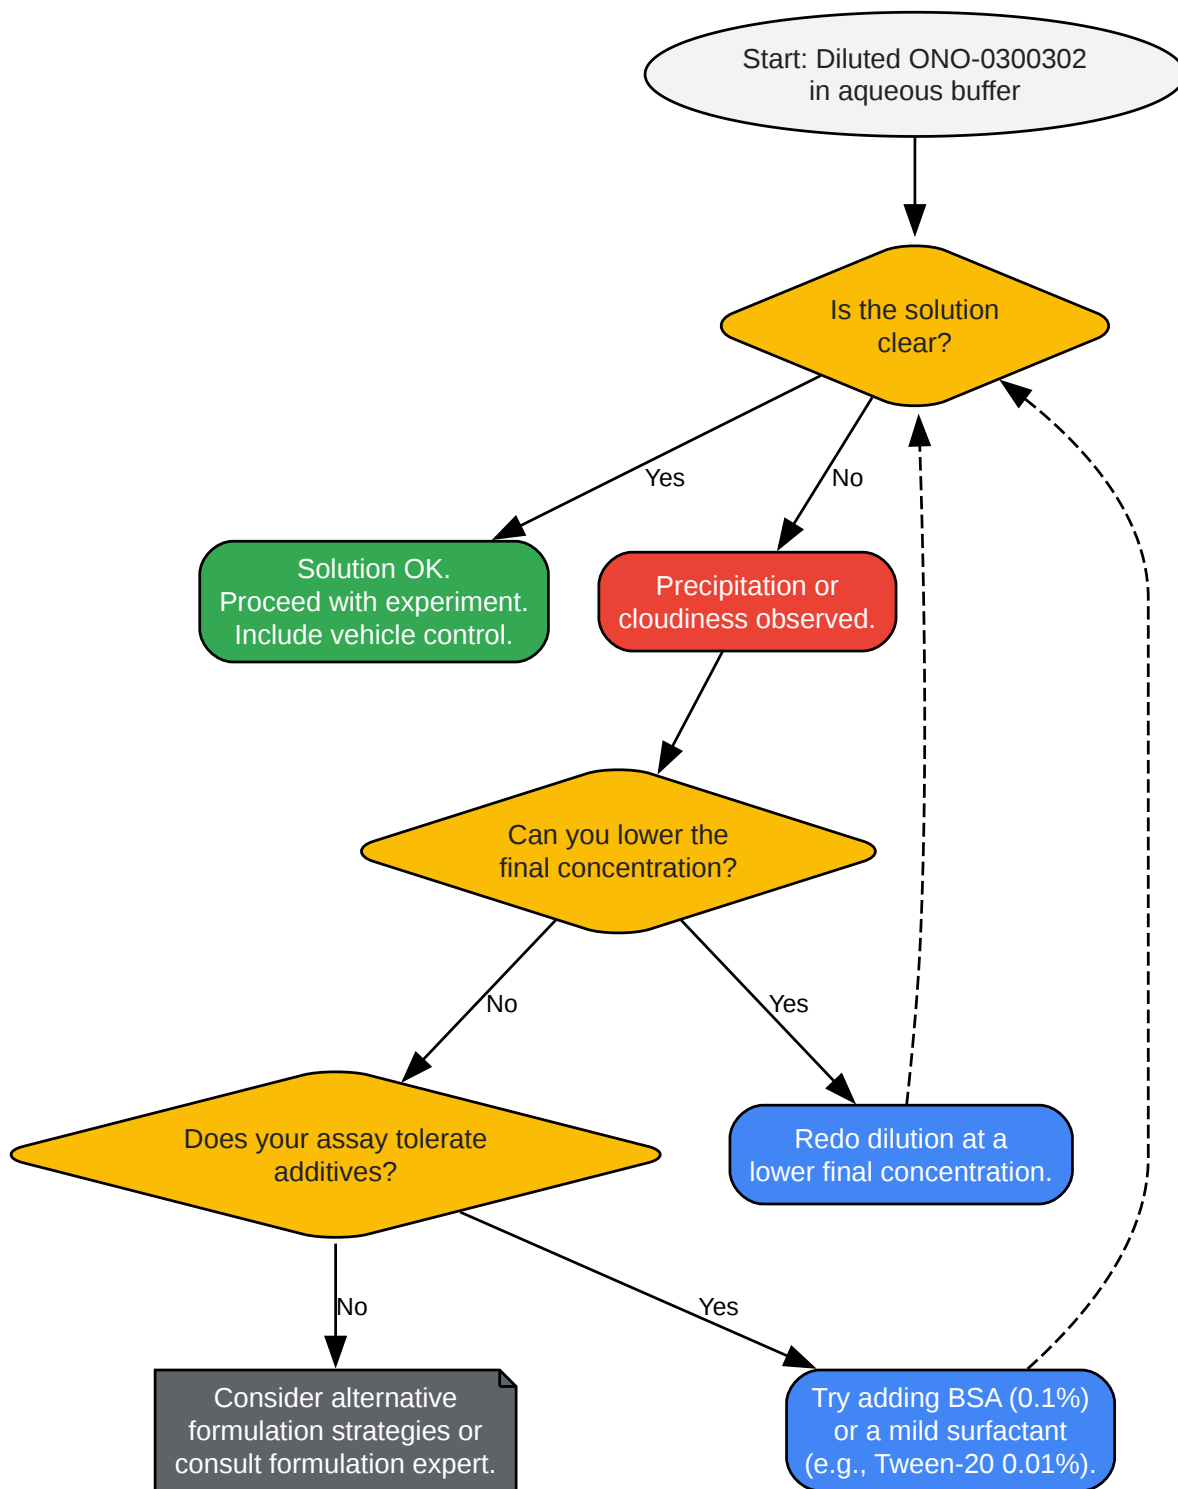 Start: Diluted ONO-0300302
in aqueous buffer
Is the solution
clear?
Yes
No
Solution OK.
Proceed with experiment.
Include vehicle control.
Precipitation or
cloudiness observed.
Can you lower the
final concentration?
No
Yes
Does your assay tolerate
additives?
Redo dilution at a
lower final concentration.
No
Yes
Consider alternative
formulation strategies or
consult formulation expert.
Try adding BSA (0.1%)
or a mild surfactant
(e.g., Tween-20 0.01%).